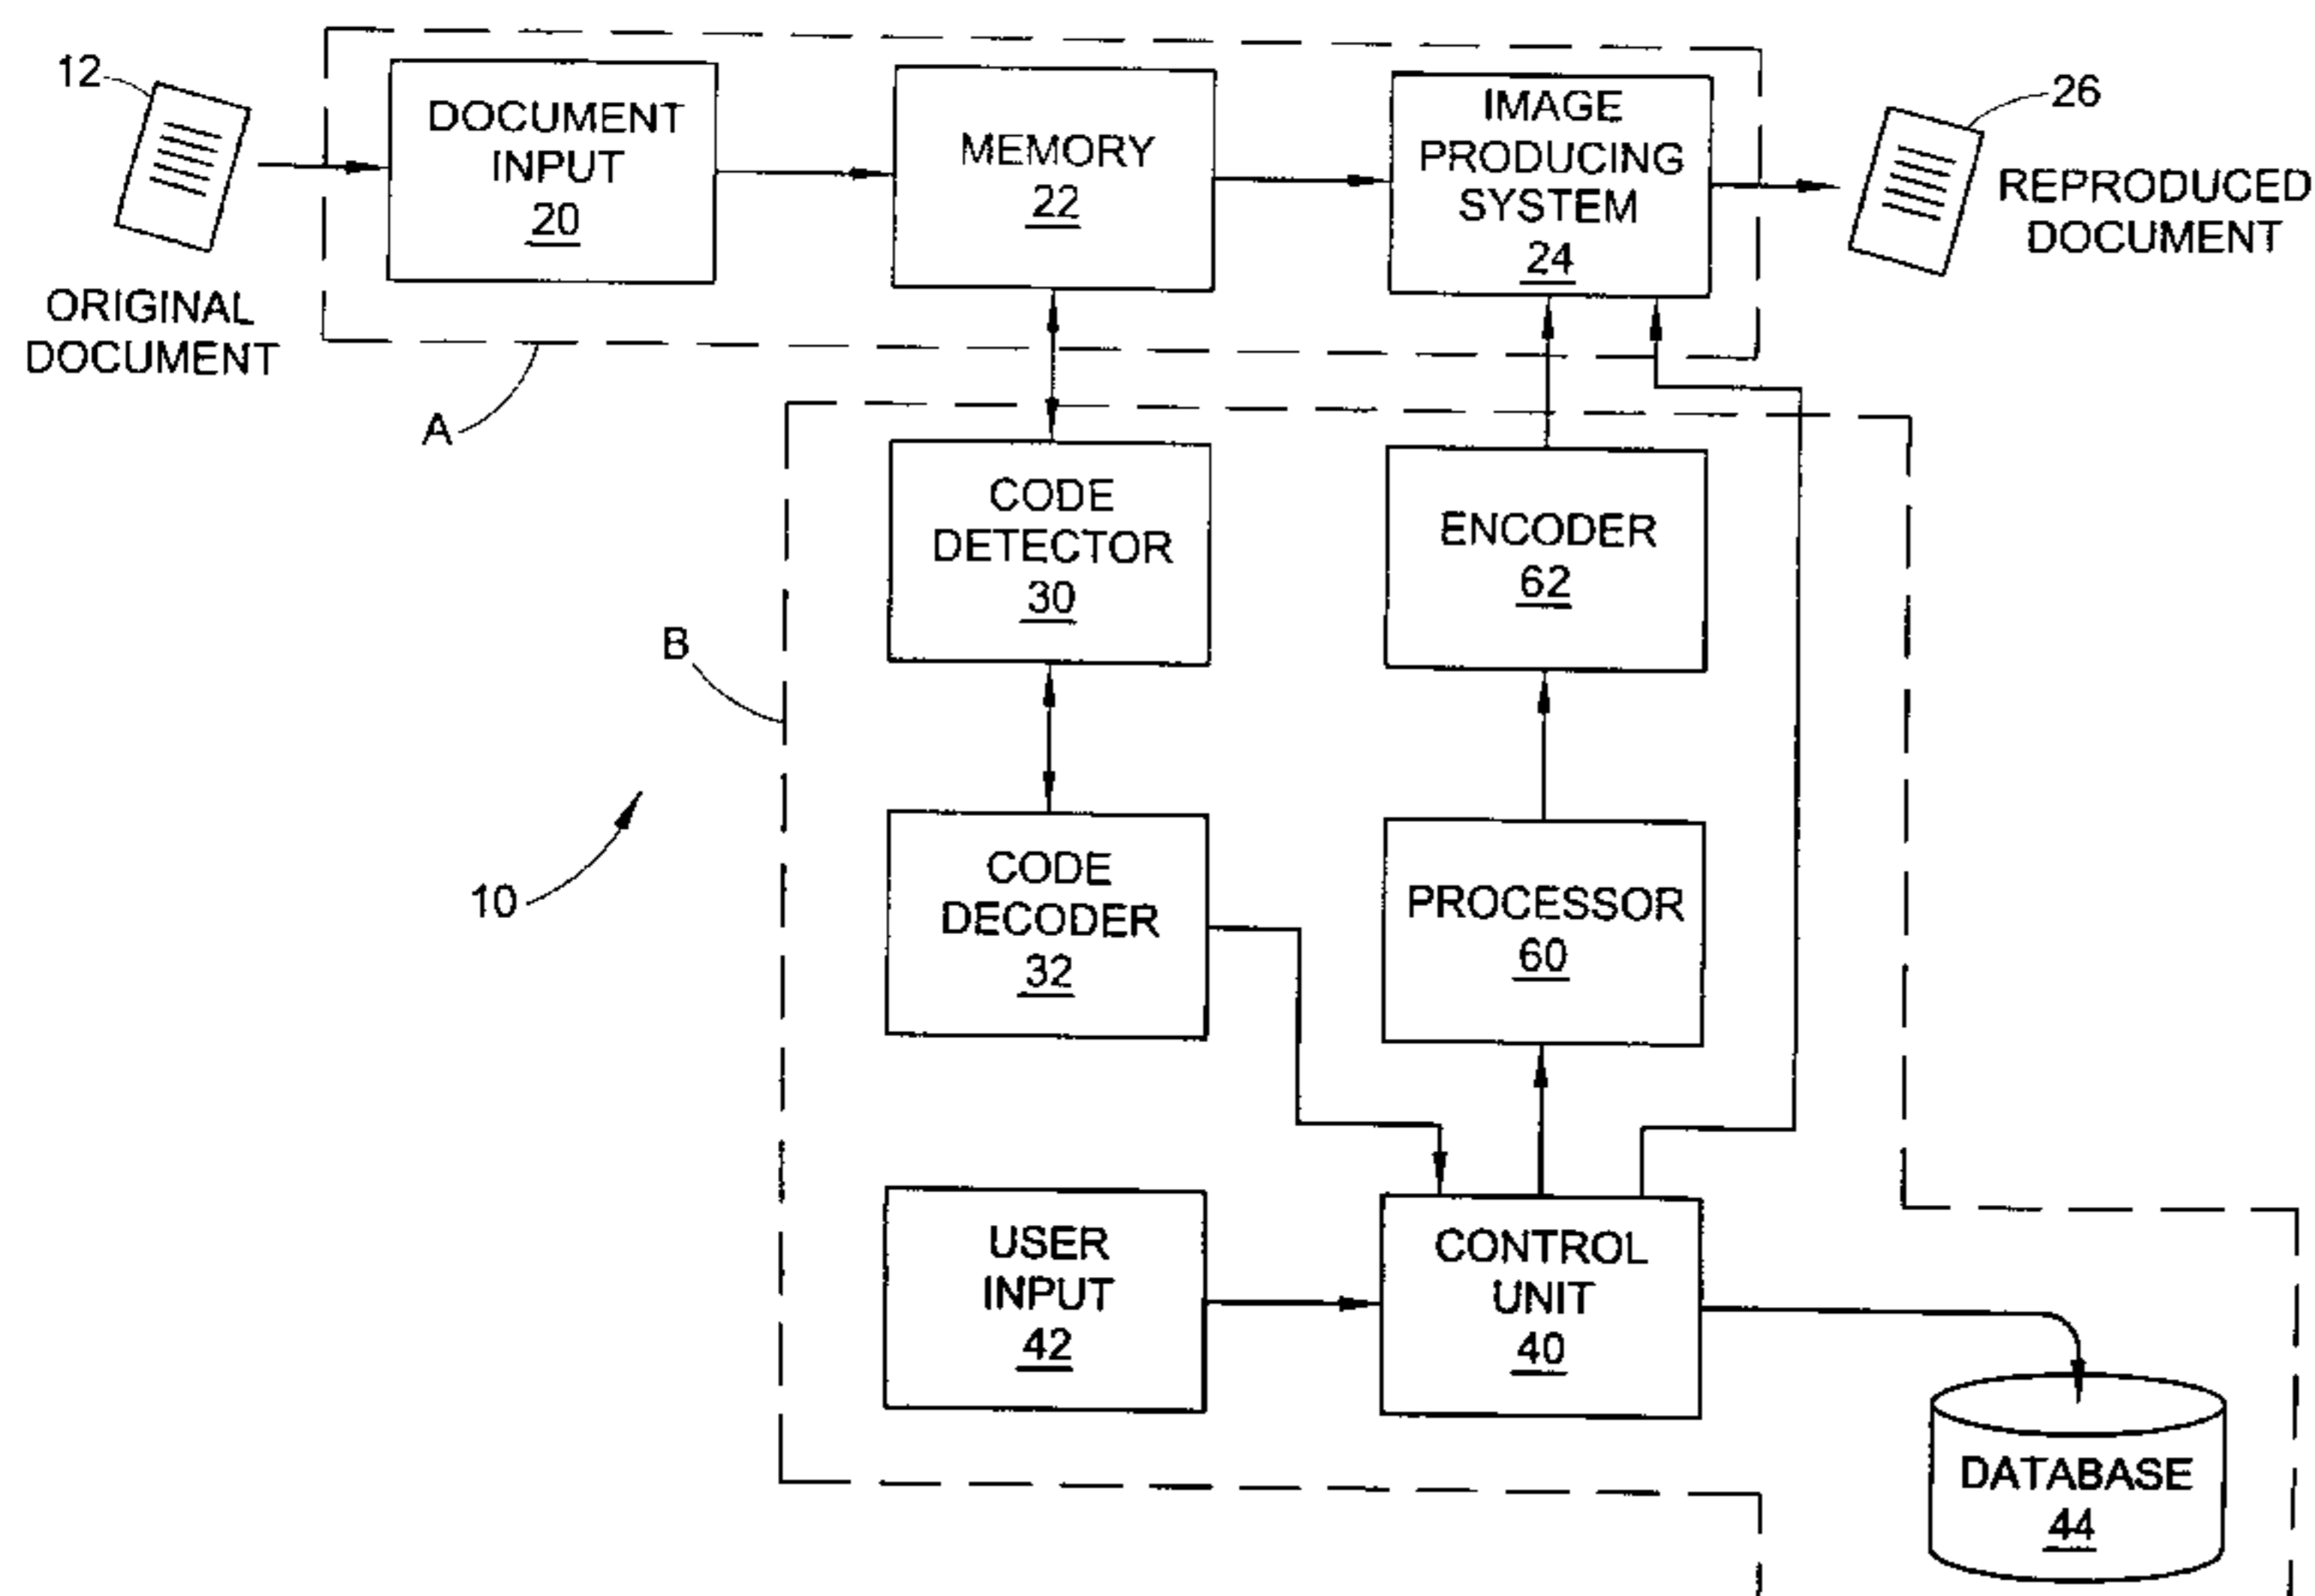 12
ORIGINAL
DOCUMENT
DOCUMENT
INPUT
20
MEMORY
22
IMAGE
PRODUCING
SYSTEM
24
26
REPRODUCED
DOCUMENT
A
B
10
CODE
DETECTOR
30
ENCODER
62
CODE
DECODER
32
PROCESSOR
60
USER
INPUT
42
CONTROL
UNIT
40
DATABASE
44